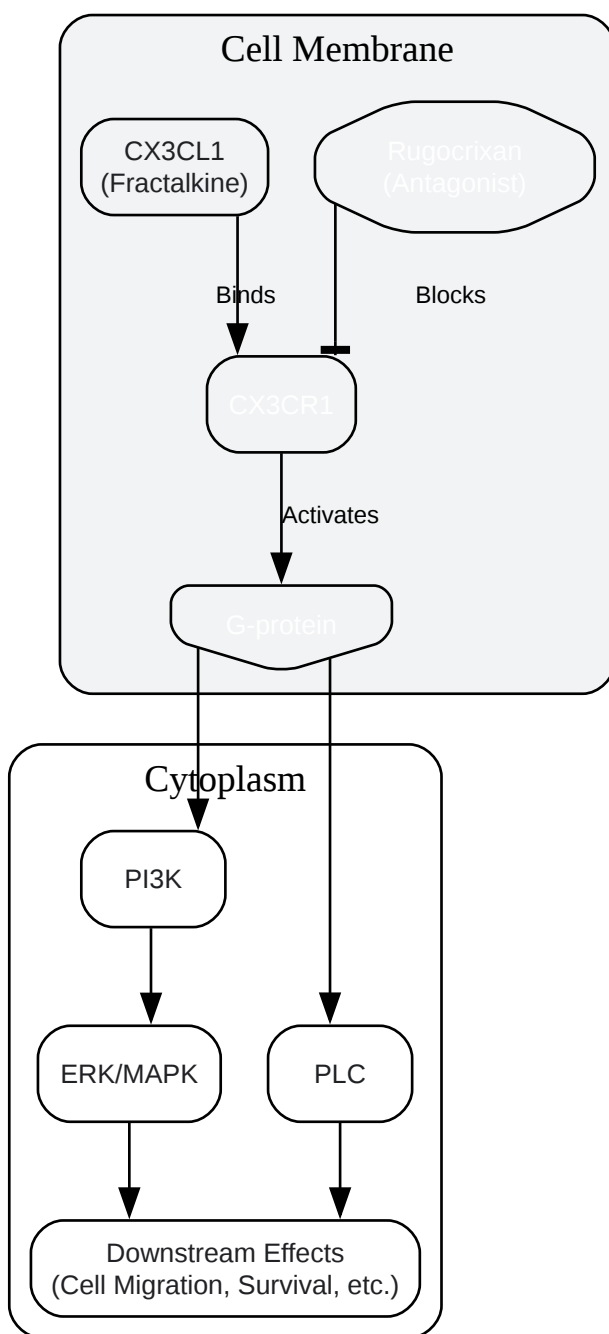 Cell Membrane
CX3CL1
(Fractalkine)
Rugocrixan
(Antagonist)
Binds
Blocks
CX3CR1
Activates
G-protein
Cytoplasm
PI3K
ERK/MAPK
PLC
Downstream Effects
(Cell Migration, Survival, etc.)